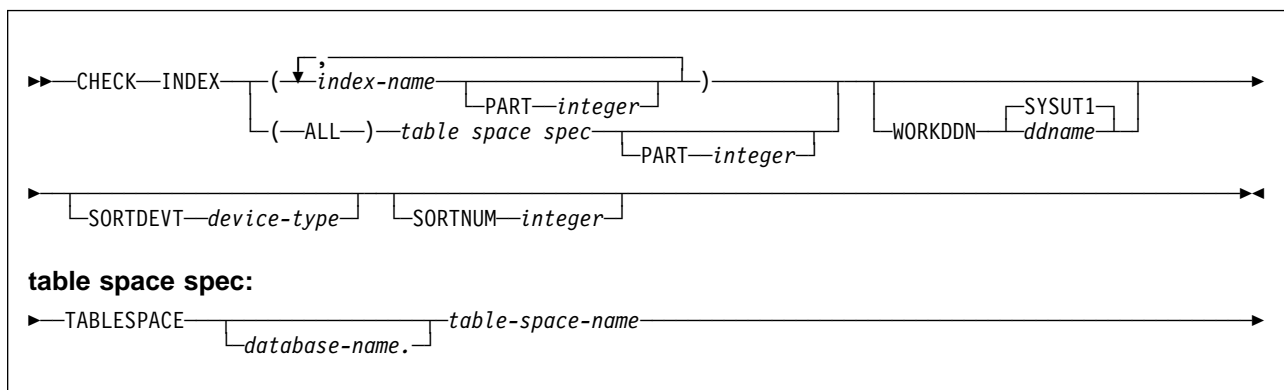 ,
CHECK INDEX ( index-name )
PART integer
SYSUT1
( ALL ) table space spec
WORKDDN ddname
PART integer
SORTDEVT device-type SORTNUM integer
table space spec:
TABLESPACE table-space-name
database-name.